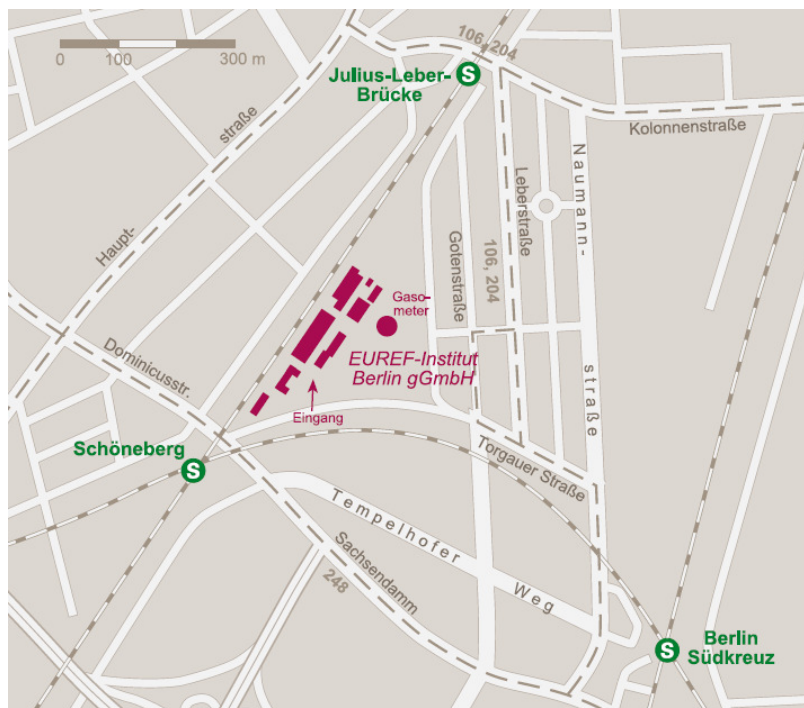 0 100 300 m
106, 204
Julius-Leber-
Brücke
S
Kolonnenstraße
Haupt-
straße
Naumann-
straße
Leberstraße
Gotenstraße
106, 204
Gaso-
meter
EUREF-Institut
Berlin gGmbH
Eingang
Dominicusstr.
Schöneberg
S
Torgauer Straße
Tempelhofer
Weg
Sachsendamm
248
Berlin
Südkreuz
S